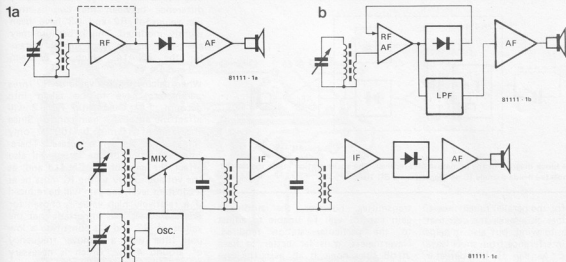 1a
RF
AF
81111 - 1a
b
RF
AF
LPF
AF
81111 - 1b
c
MIX
IF
IF
AF
OSC.
81111 - 1c